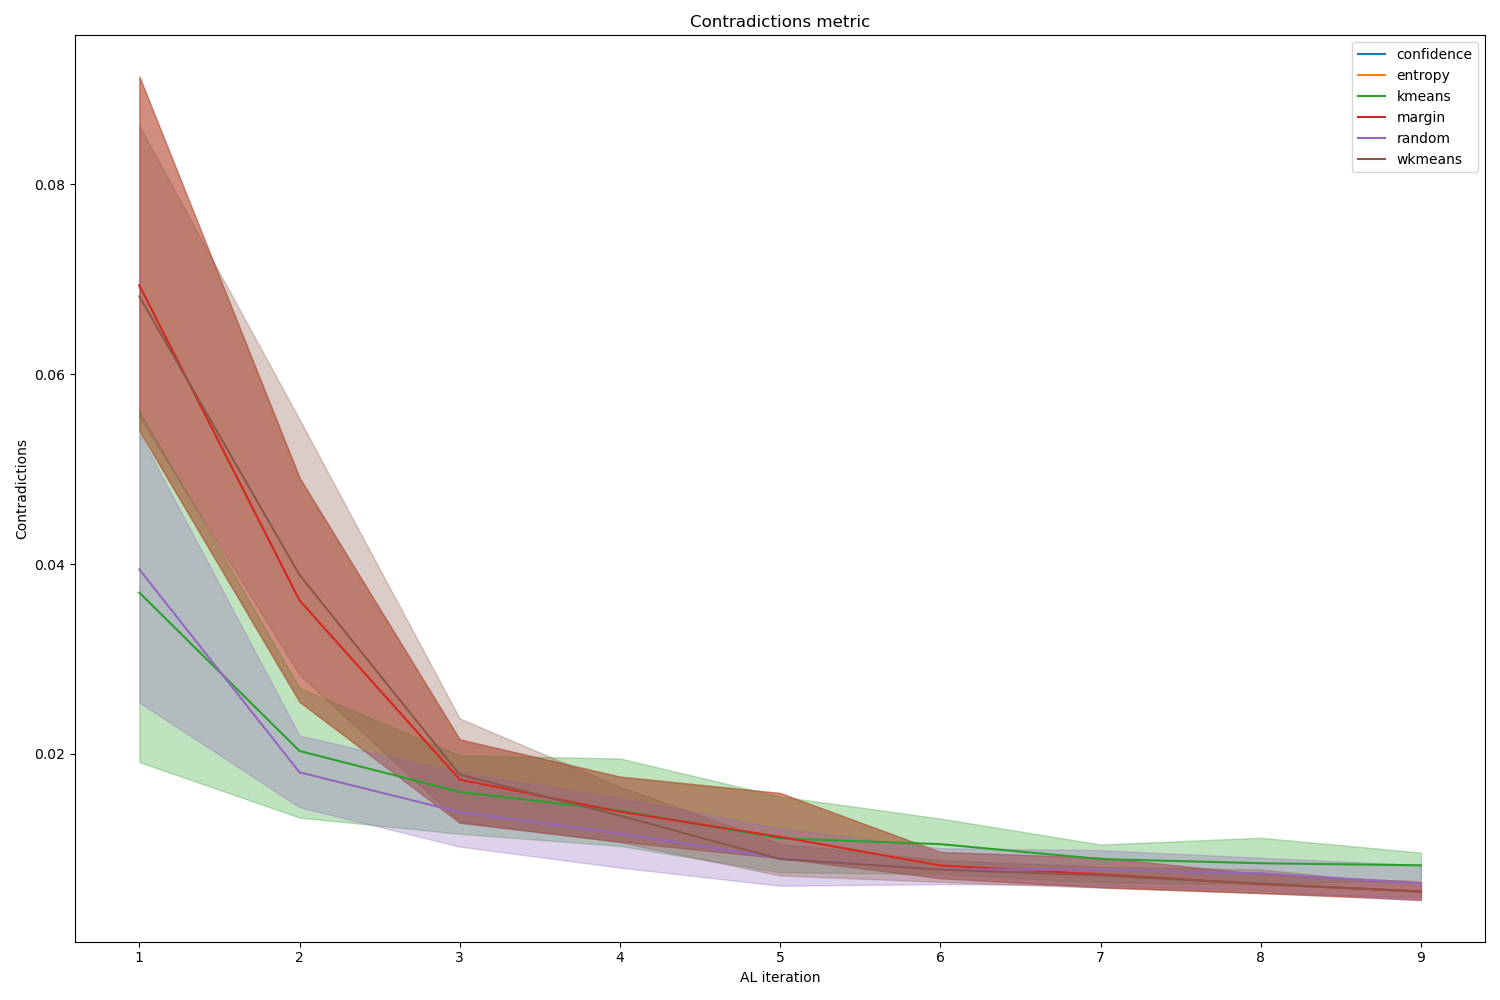 Contradictions metric
confidence
entropy
kmeans
margin
random
wkmeans
0.08
0.06
0.04
0.02
Contradictions
1 2 3 4 5 6 7 8 9
AL iteration